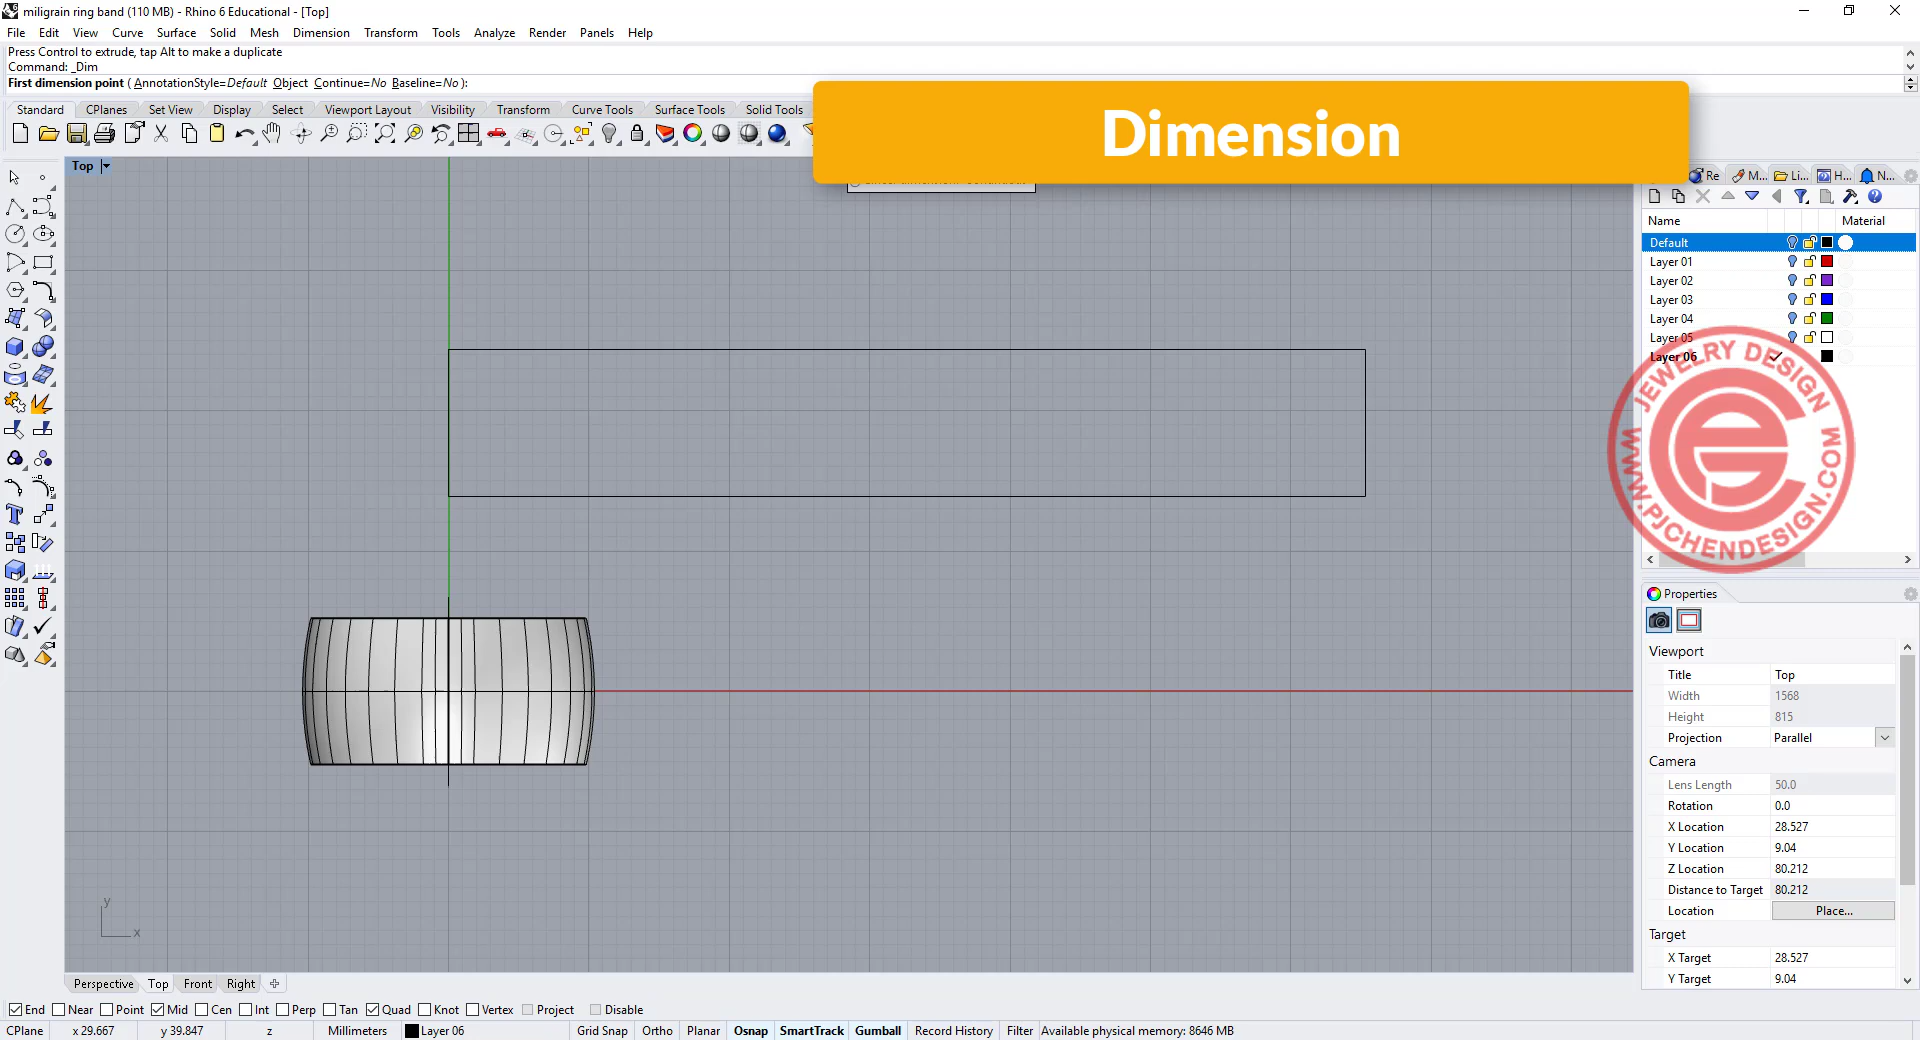 miligrain ring band (110 MB) - Rhino 6 Educational - [Top]
File Edit View Curve Surface Solid Mesh Dimension Transform Tools Analyze Render Panels Help
Press Control to extrude, tap Alt to make a duplicate
Command: _Dim
First dimension point ( AnnotationStyle=Default Object Continue=No Baseline=No ):
Standard CPlanes Set View Display Select Viewport Layout Visibility Transform Curve Tools Surface Tools Solid Tools
Dimension
Top
Re M... Li... H... N...
Name Material
Default
Layer 01
Layer 02
Layer 03
Layer 04
Layer 05
Layer 06
JEWELRY DESIGN
WWW.PJCHENDESIGN.COM
Properties
Viewport
Title Top
Width 1568
Height 815
Projection Parallel
Camera
Lens Length 50.0
Rotation 0.0
X Location 28.527
Y Location 9.04
Z Location 80.212
Distance to Target 80.212
Location Place...
Target
X Target 28.527
Y Target 9.04
y
x
Perspective Top Front Right
End Near Point Mid Cen Int Perp Tan Quad Knot Vertex Project Disable
CPlane x 29.667 y 39.847 z Millimeters Layer 06 Grid Snap Ortho Planar Osnap SmartTrack Gumball Record History Filter Available physical memory: 8646 MB